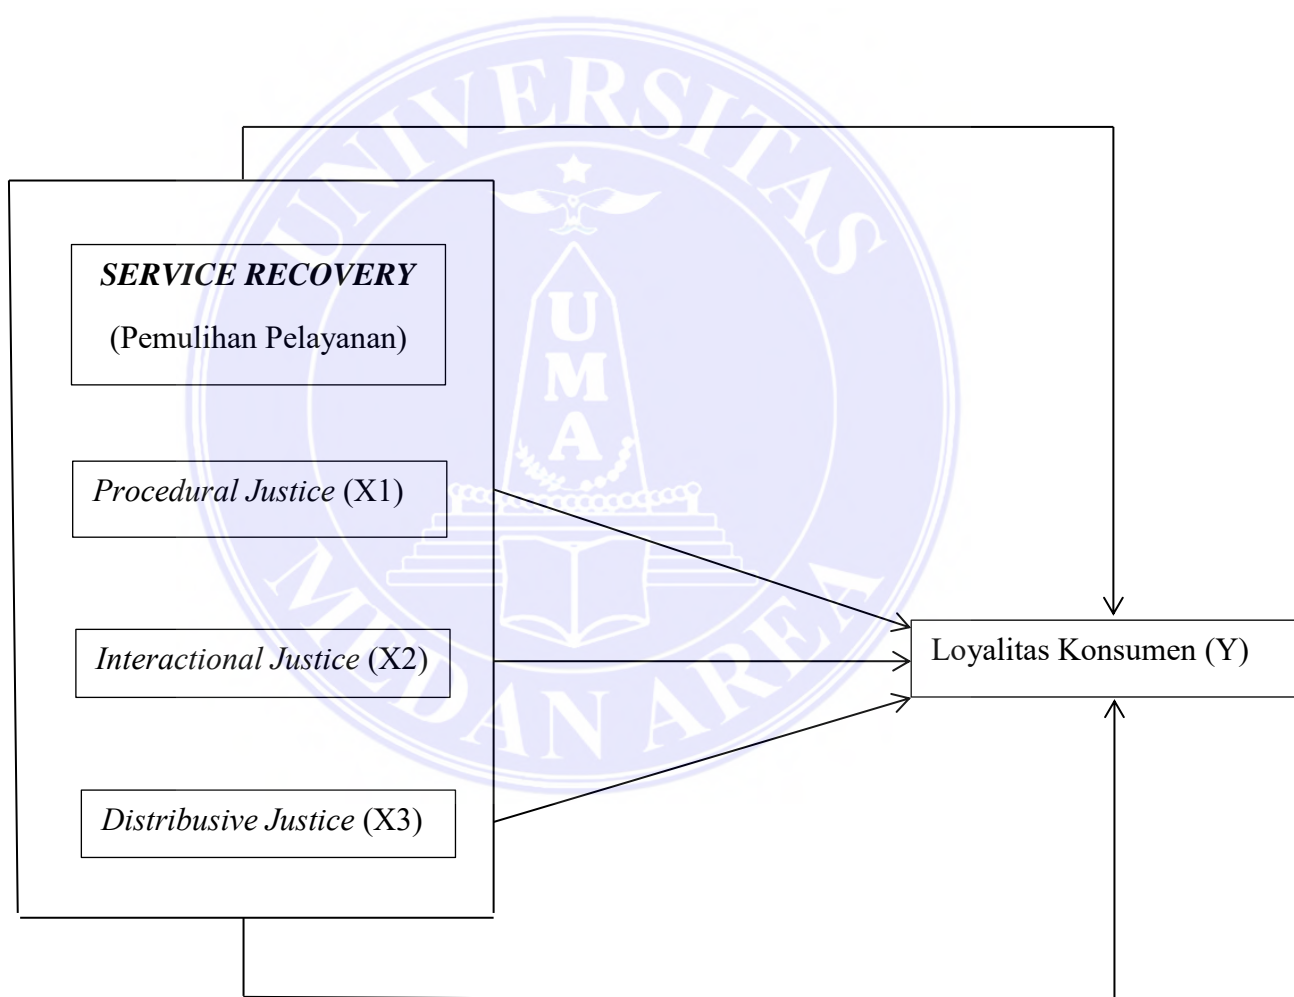 UNIVERSITAS
SERVICE RECOVERY
(Pemulihan Pelayanan)
UMA
Procedural Justice (X1)
Interactional Justice (X2)
Loyalitas Konsumen (Y)
MEDAN AREA
Distribusive Justice (X3)